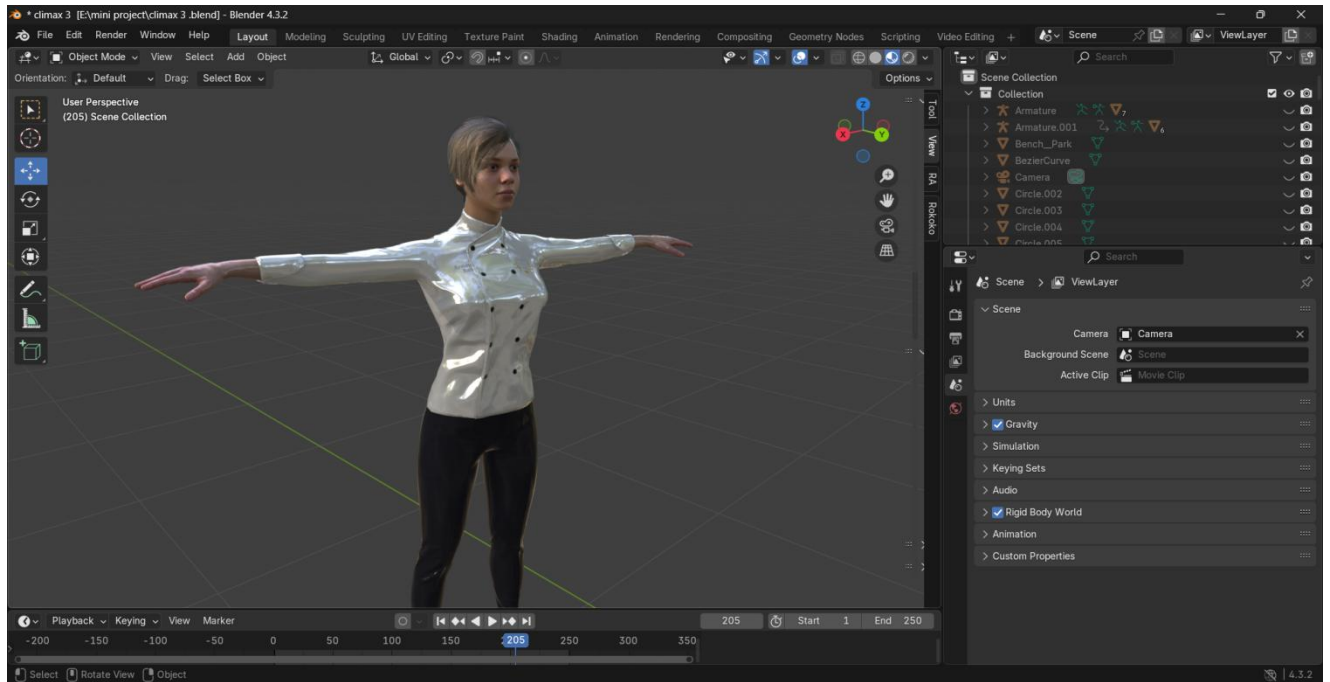 * climax 3 [E:\mini project\climax 3 .blend] - Blender 4.3.2
File Edit Render Window Help Layout Modeling Sculpting UV Editing Texture Paint Shading Animation Rendering Compositing Geometry Nodes Scripting Video Editing + Scene ViewLayer
Object Mode View Select Add Object Global
Search
Orientation: Default Drag: Select Box Options
User Perspective
(205) Scene Collection
Z
X
Y
Tool
View
RA
Rokoko
Scene Collection
Collection
Armature 7
Armature.001 6
Bench_Park
BezierCurve
Camera
Circle.002
Circle.003
Circle.004
Circle.005
Search
Scene > ViewLayer
Scene
Camera Camera
Background Scene Scene
Active Clip Movie Clip
Units
Gravity
Simulation
Keying Sets
Audio
Rigid Body World
Animation
Custom Properties
Playback Keying View Marker 205 Start 1 End 250
-200 -150 -100 -50 0 50 100 150 205 250 300 350
Select Rotate View Object 4.3.2